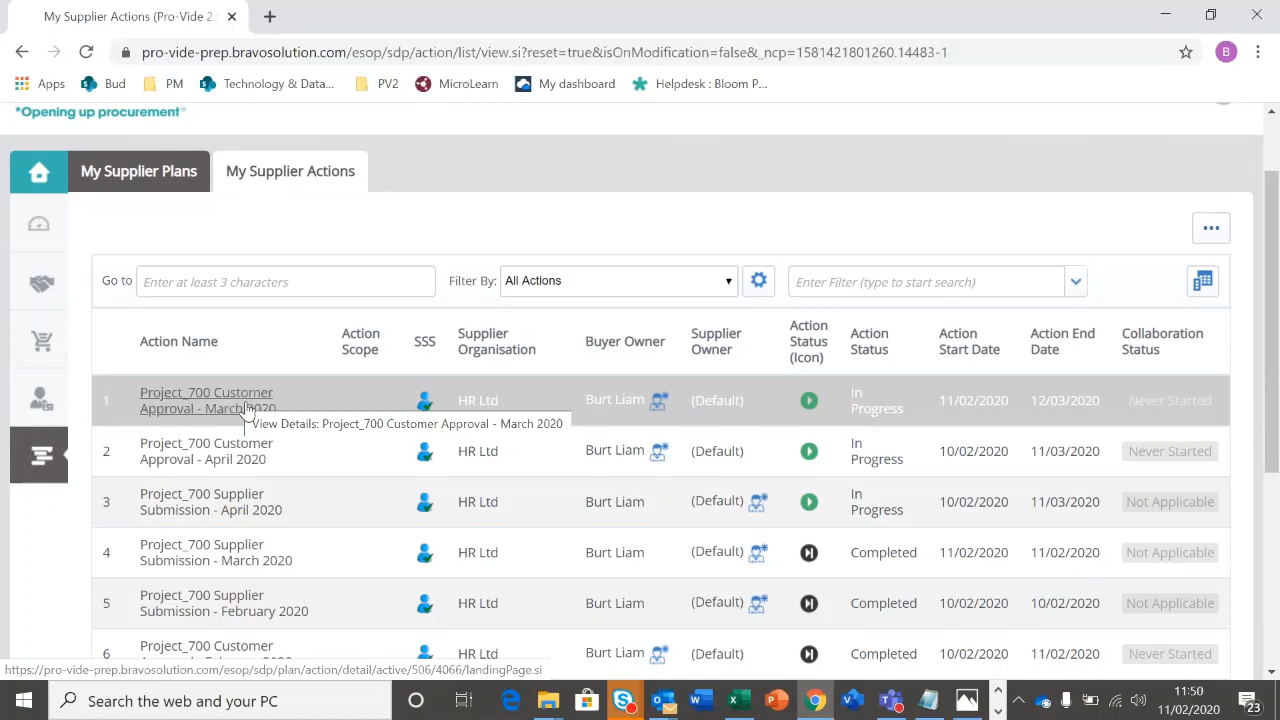 My Supplier Actions (Pro-Vide 2
pro-vide-prep.bravosolution.com/esop/sdp/action/list/view.si?reset=true&isOnModification=false&_ncp=1581421801260.14483-1
B
Apps Bud PM Technology & Data... PV2 MicroLearn My dashboard Helpdesk : Bloom P...
*Opening up procurement®
My Supplier Plans My Supplier Actions
Go to Enter at least 3 characters Filter By: All Actions Enter Filter (type to start search)
Action Name Action Scope SSS Supplier Organisation Buyer Owner Supplier Owner Action Status (Icon) Action Status Action Start Date Action End Date Collaboration Status
1 Project_700 Customer Approval - March 2020 HR Ltd Burt Liam (Default) In Progress 11/02/2020 12/03/2020 Never Started
View Details: Project_700 Customer Approval - March 2020
2 Project_700 Customer Approval - April 2020 HR Ltd Burt Liam (Default) In Progress 10/02/2020 11/03/2020 Never Started
3 Project_700 Supplier Submission - April 2020 HR Ltd Burt Liam (Default) In Progress 10/02/2020 11/03/2020 Not Applicable
4 Project_700 Supplier Submission - March 2020 HR Ltd Burt Liam (Default) Completed 11/02/2020 11/02/2020 Not Applicable
5 Project_700 Supplier Submission - February 2020 HR Ltd Burt Liam (Default) Completed 10/02/2020 10/02/2020 Not Applicable
6 Project_700 Customer HR Ltd Burt Liam (Default) Completed 10/02/2020 11/02/2020 Never Started
https://pro-vide-prep.bravosolution.com/esop/sdp/plan/action/detail/active/506/4066/landingPage.si
Search the web and your PC
11:50
11/02/2020
23